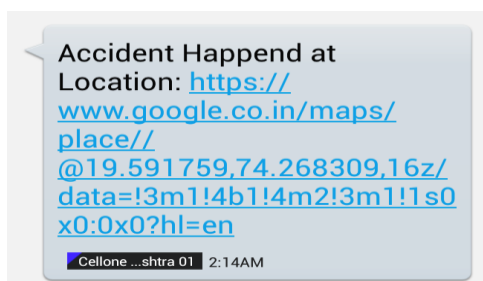 Accident Happend at
Location: https://
www.google.co.in/maps/
place//
@19.591759,74.268309,16z/
data=!3m1!4b1!4m2!3m1!1s0
x0:0x0?hl=en
Cellone ...shtra 01 2:14AM